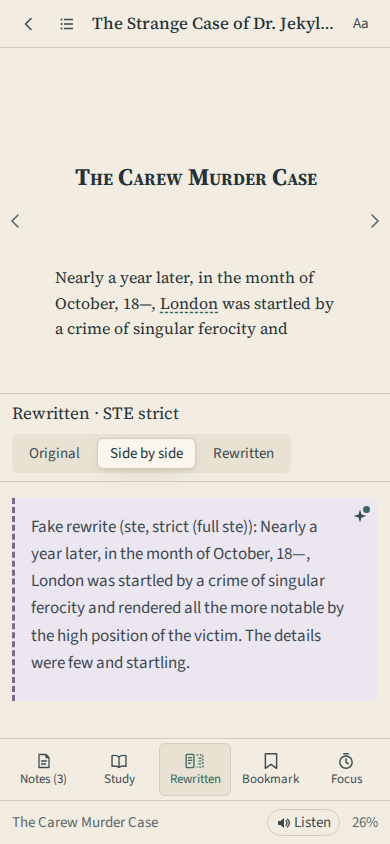 The Strange Case of Dr. Jekyl...
Aa
The Carew Murder Case
Nearly a year later, in the month of
October, 18—, London was startled by
a crime of singular ferocity and
Rewritten · STE strict
Original Side by side Rewritten
Fake rewrite (ste, strict (full ste)): Nearly a
year later, in the month of October, 18—,
London was startled by a crime of singular
ferocity and rendered all the more notable by
the high position of the victim. The details
were few and startling.
Notes (3) Study Rewritten Bookmark Focus
The Carew Murder Case Listen 26%